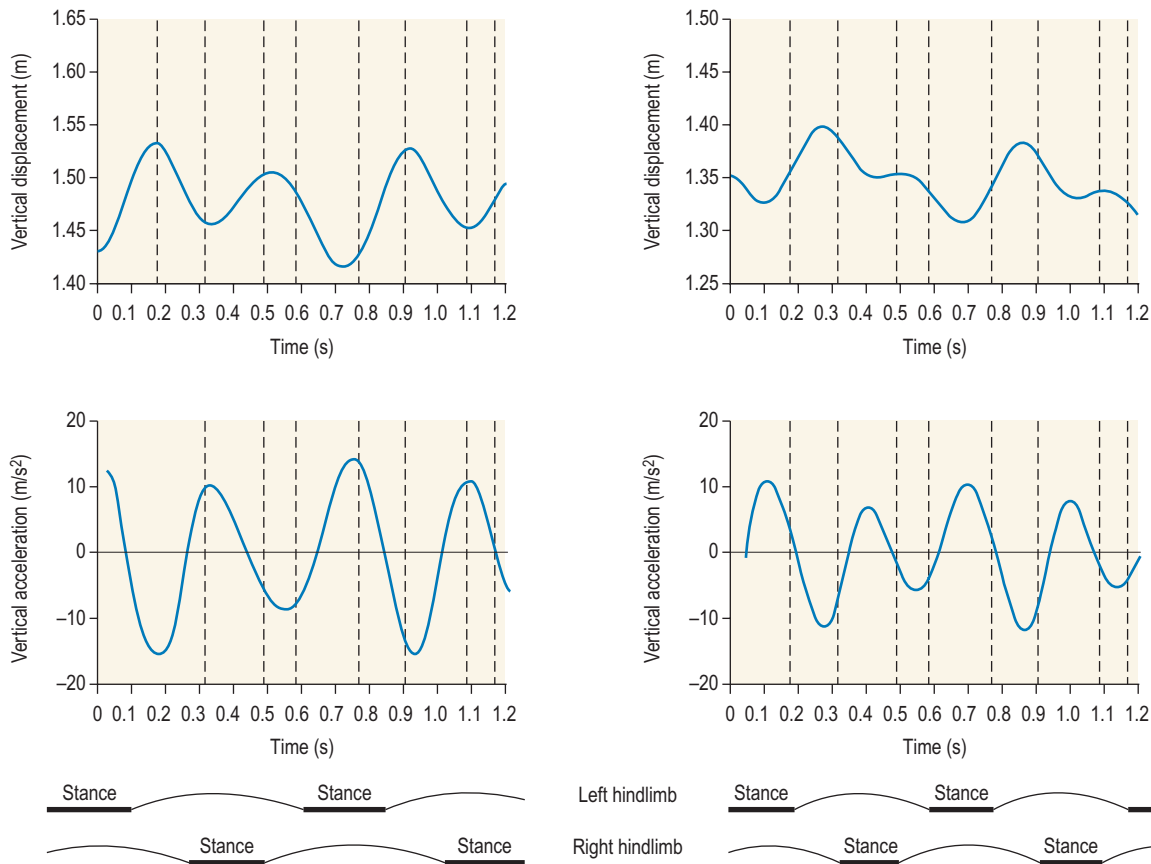 Vertical displacement (m)
1.65
1.60
1.55
1.50
1.45
1.40
0 0.1 0.2 0.3 0.4 0.5 0.6 0.7 0.8 0.9 1.0 1.1 1.2
Time (s)
Vertical displacement (m)
1.50
1.45
1.40
1.35
1.30
1.25
0 0.1 0.2 0.3 0.4 0.5 0.6 0.7 0.8 0.9 1.0 1.1 1.2
Time (s)
Vertical acceleration (m/s²)
20
10
0
–10
–20
0 0.1 0.2 0.3 0.4 0.5 0.6 0.7 0.8 0.9 1.0 1.1 1.2
Time (s)
Vertical acceleration (m/s²)
20
10
0
–10
–20
0 0.1 0.2 0.3 0.4 0.5 0.6 0.7 0.8 0.9 1.0 1.1 1.2
Time (s)
Stance Stance Left hindlimb Stance Stance
Stance Stance Right hindlimb Stance Stance